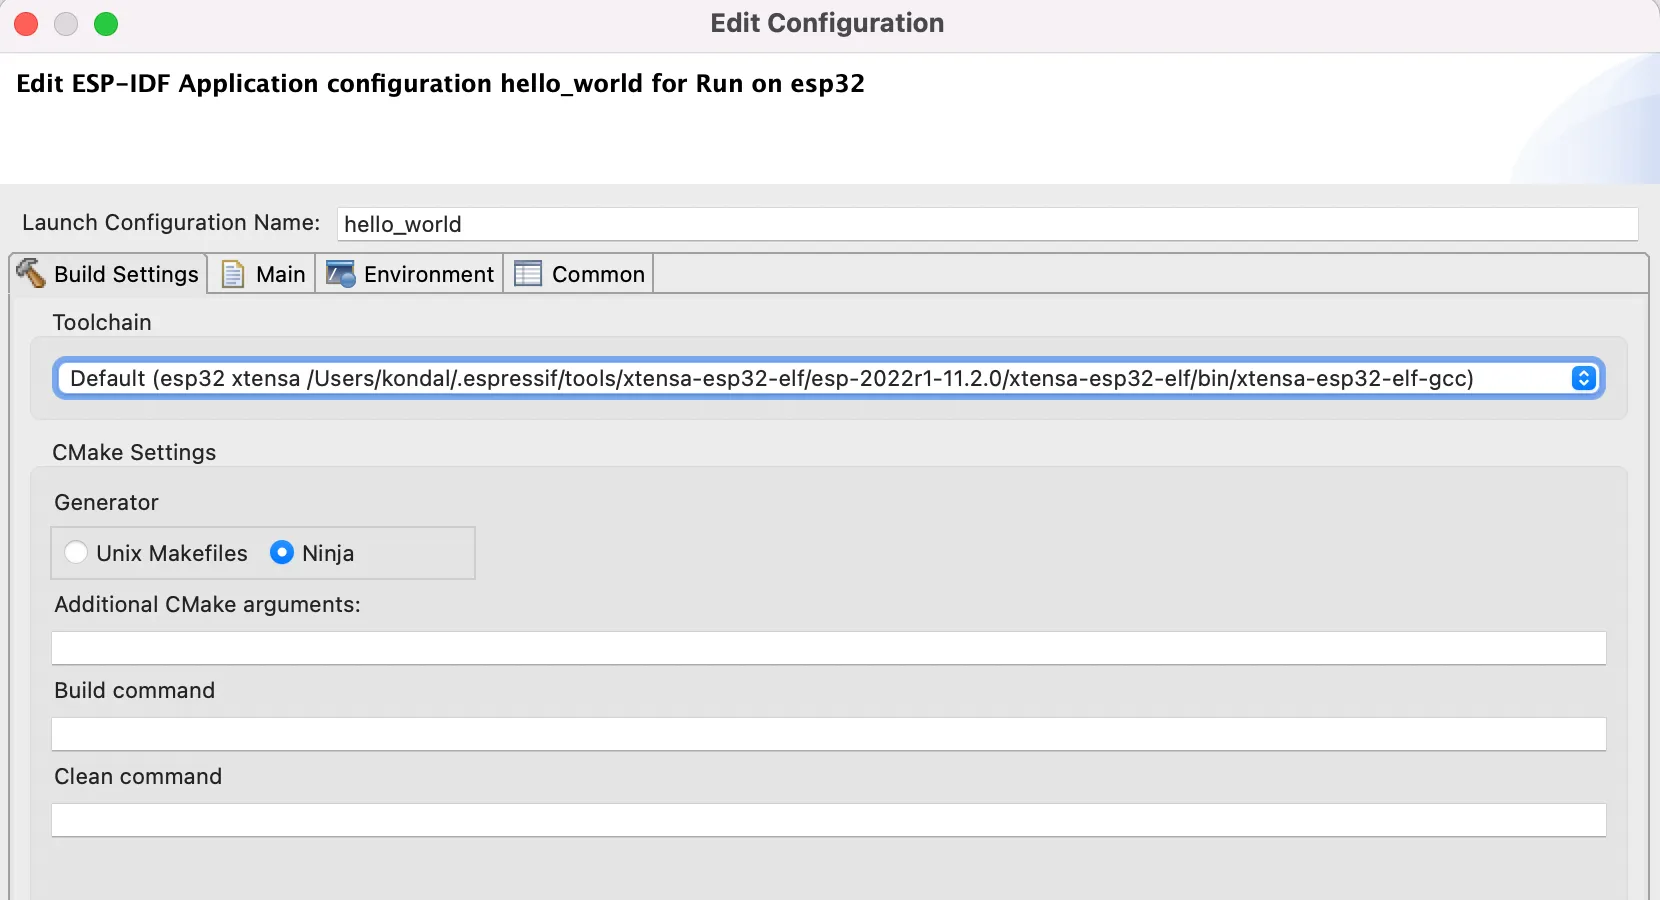 Edit Configuration
Edit ESP-IDF Application configuration hello_world for Run on esp32
Launch Configuration Name: hello_world
Build Settings Main Environment Common
Toolchain
Default (esp32 xtensa /Users/kondal/.espressif/tools/xtensa-esp32-elf/esp-2022r1-11.2.0/xtensa-esp32-elf/bin/xtensa-esp32-elf-gcc)
CMake Settings
Generator
Unix Makefiles Ninja
Additional CMake arguments:
Build command
Clean command